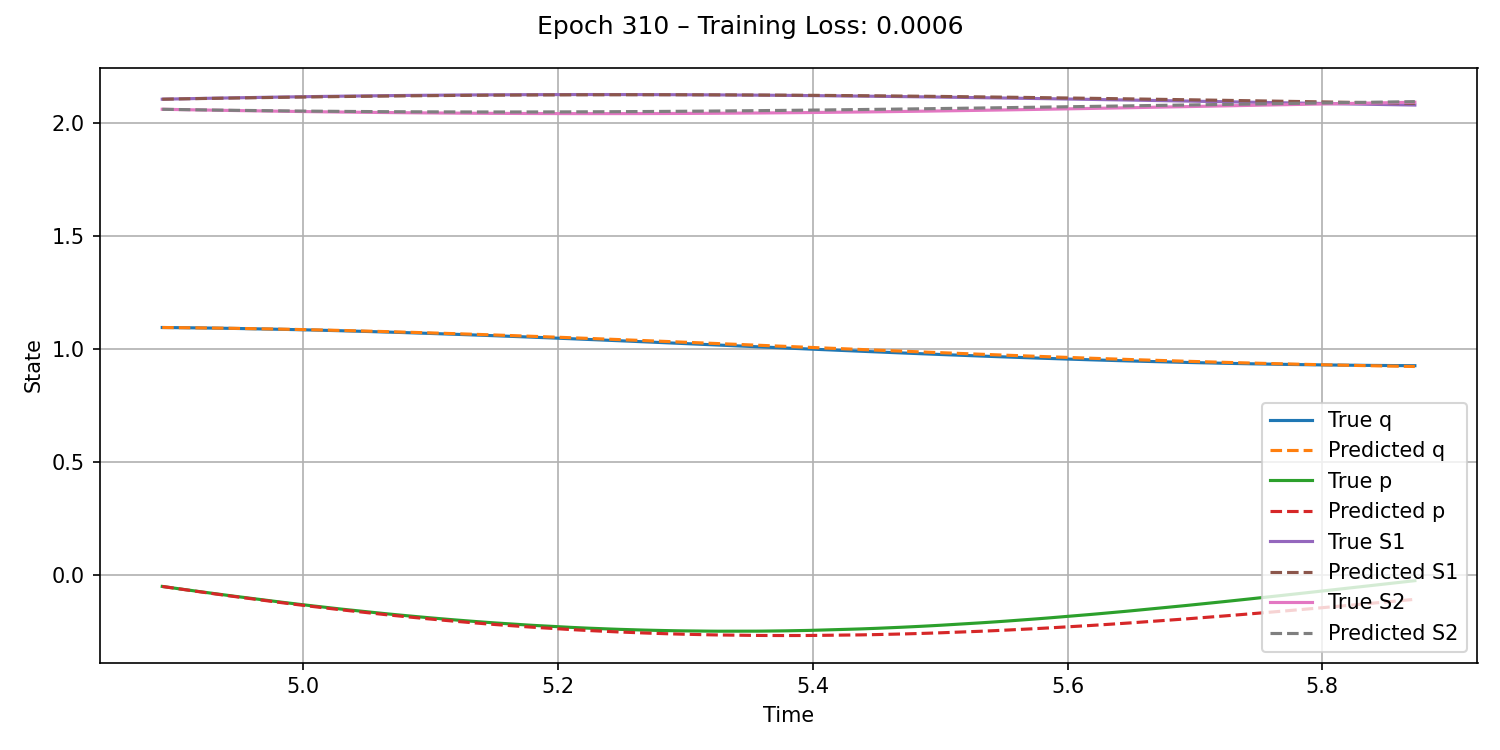 Epoch 310 – Training Loss: 0.0006
2.0
1.5
1.0
0.5
0.0
State
True q
Predicted q
True p
Predicted p
True S1
Predicted S1
True S2
Predicted S2
5.0 5.2 5.4 5.6 5.8
Time